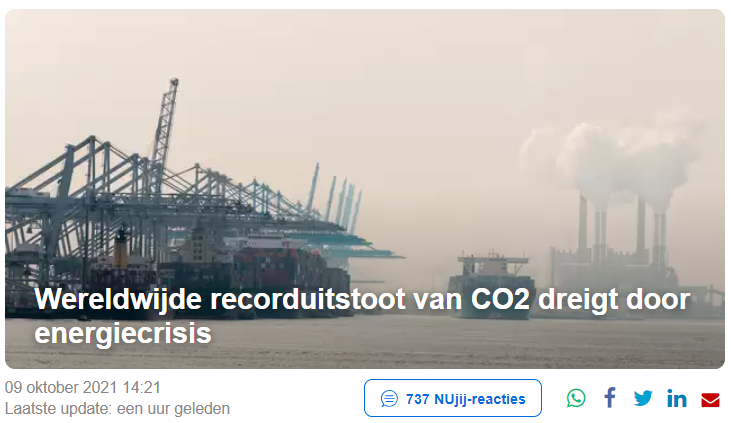 Wereldwijde recorduitstoot van CO2 dreigt door
energiecrisis
09 oktober 2021 14:21
Laatste update: een uur geleden
737 NUjij-reacties